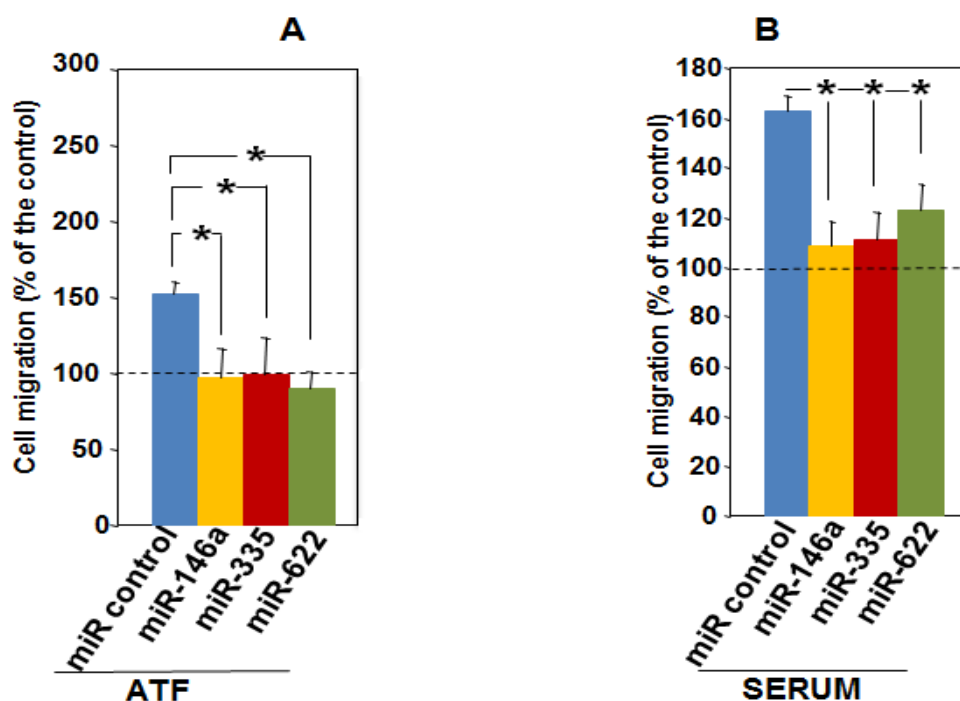 A
Cell migration (% of the control)
300
250
200
150
100
50
0
*
*
*
miR control
miR-146a
miR-335
miR-622
ATF
B
Cell migration (% of the control)
180
160
140
120
100
80
60
40
20
0
* * *
miR control
miR-146a
miR-335
miR-622
SERUM